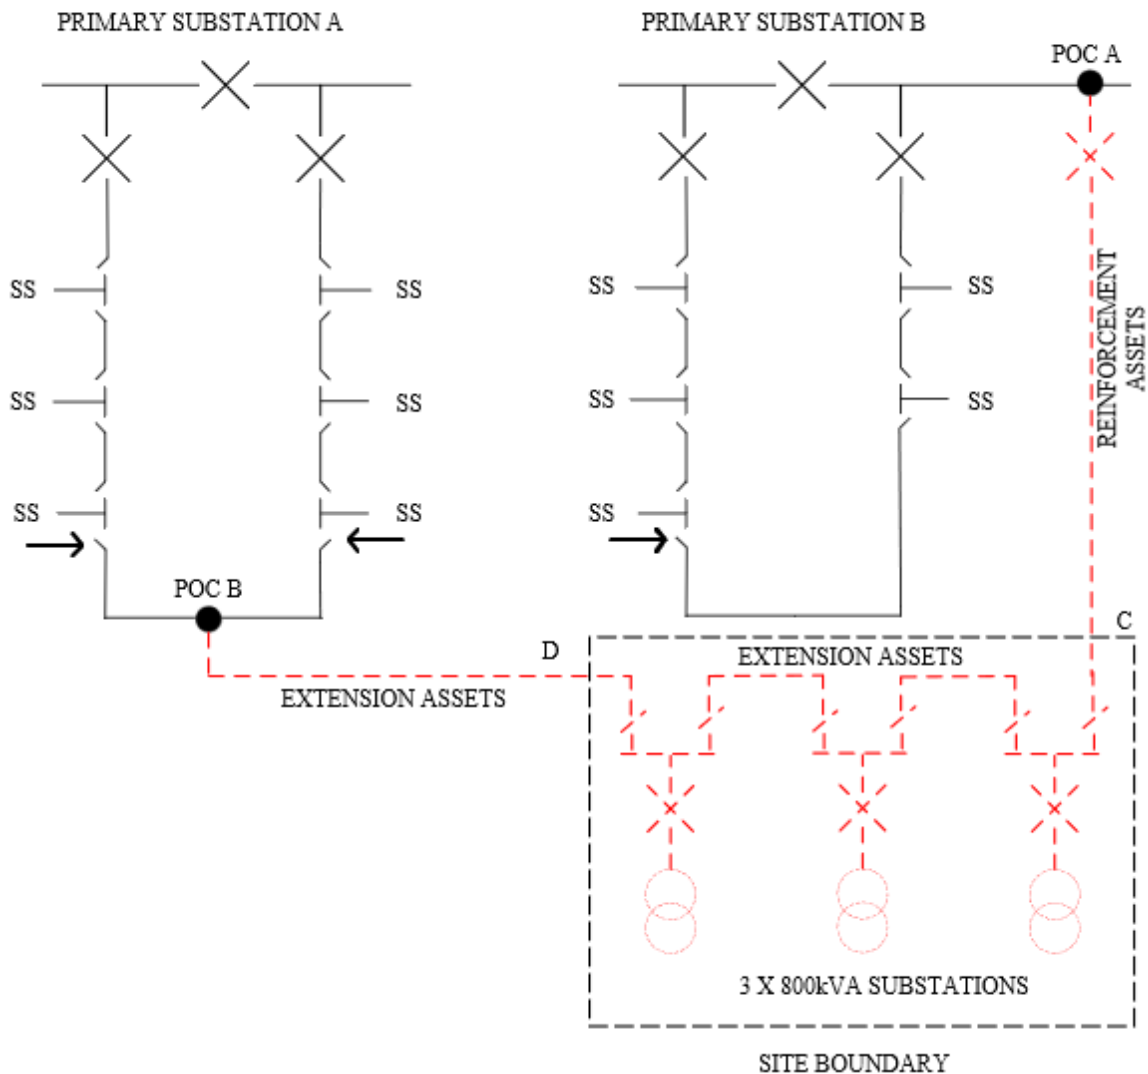 PRIMARY SUBSTATION A
PRIMARY SUBSTATION B
POC A
SS
SS
SS
SS
SS
SS
SS
SS
SS
SS
SS
REINFORCEMENT
ASSETS
POC B
C
D
EXTENSION ASSETS
EXTENSION ASSETS
3 X 800kVA SUBSTATIONS
SITE BOUNDARY